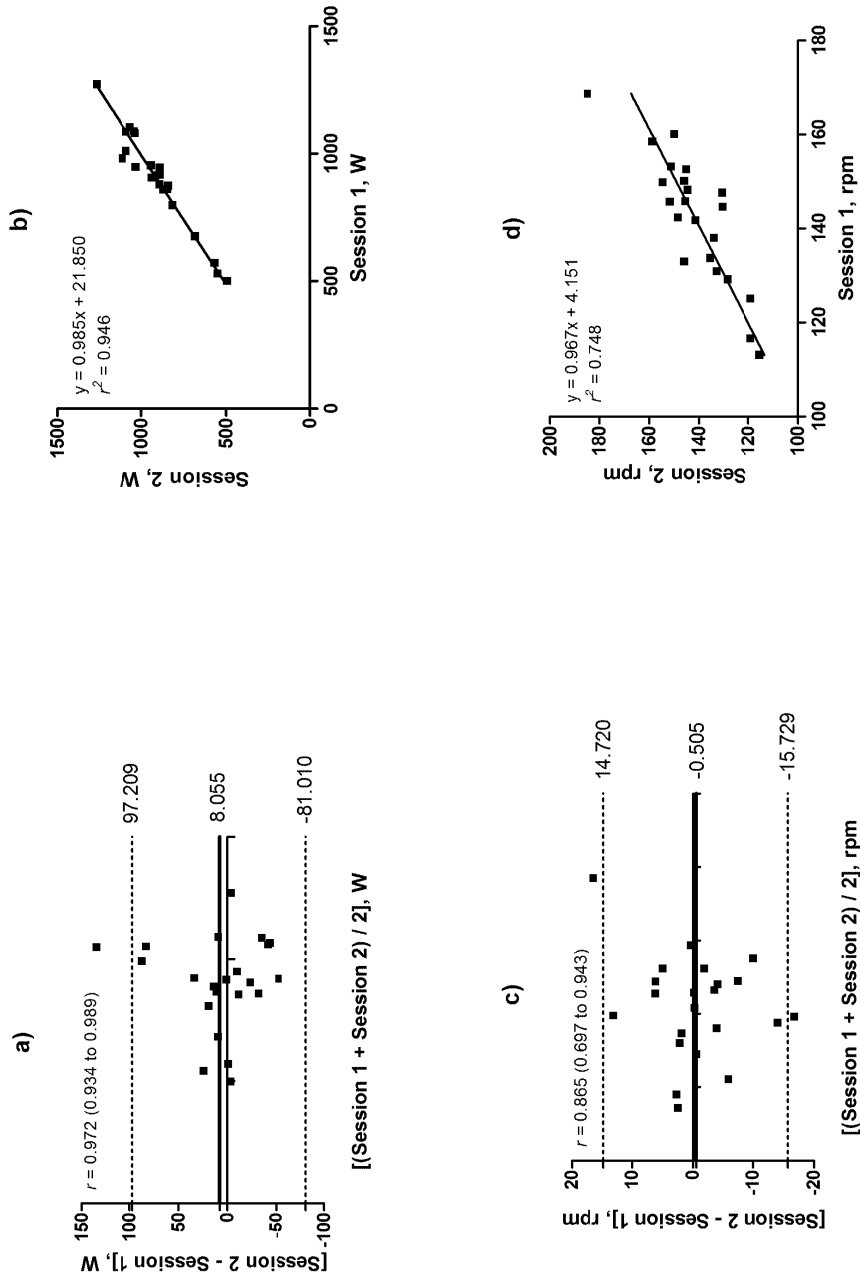 a)
r = 0.972 (0.934 to 0.989)
[Session 2 - Session 1], W
150
100
50
0
-50
-100
97.209
8.055
-81.010
[(Session 1 + Session 2) / 2], W
b)
y = 0.985x + 21.850
r² = 0.946
Session 2, W
1500
1000
500
0
0
500
1000
1500
Session 1, W
c)
r = 0.865 (0.697 to 0.943)
[Session 2 - Session 1], rpm
20
10
0
-10
-20
14.720
-0.505
-15.729
[(Session 1 + Session 2) / 2], rpm
d)
y = 0.967x + 4.151
r² = 0.748
Session 2, rpm
200
180
160
140
120
100
100
120
140
160
180
Session 1, rpm